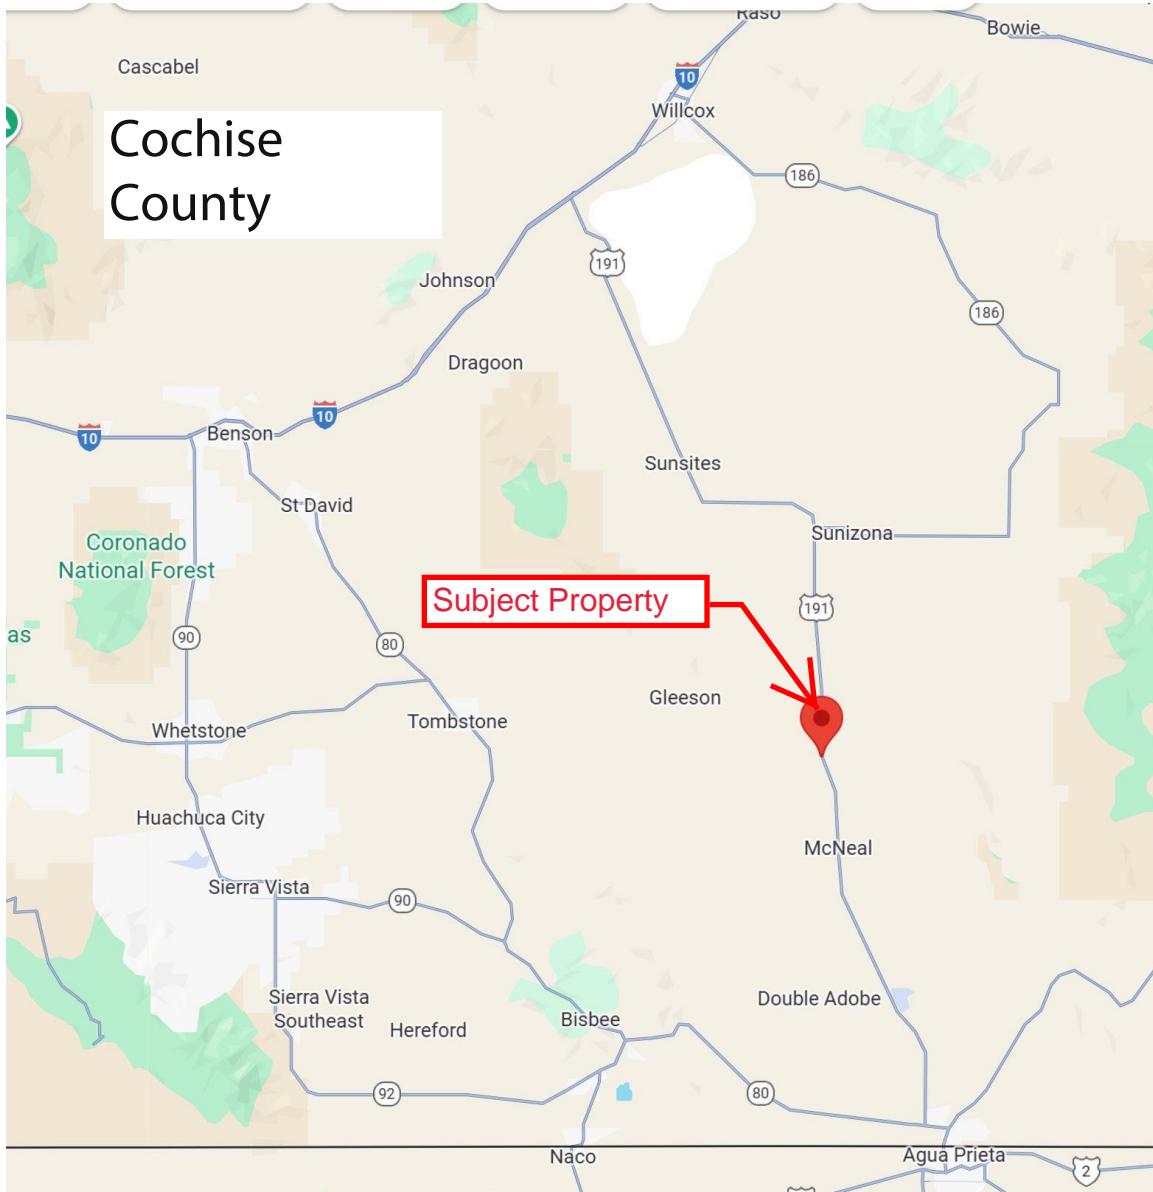 Raso
Bowie
Cascabel
10
Willcox
Cochise
County
186
191
Johnson
186
Dragoon
10
10
Benson
Sunsites
St David
Sunizona
Coronado
National Forest
Subject Property
191
as
90
80
Gleeson
Tombstone
Whetstone
Huachuca City
McNeal
Sierra Vista
90
Sierra Vista
Southeast
Hereford
Bisbee
Double Adobe
92
80
Naco
Agua Prieta
2